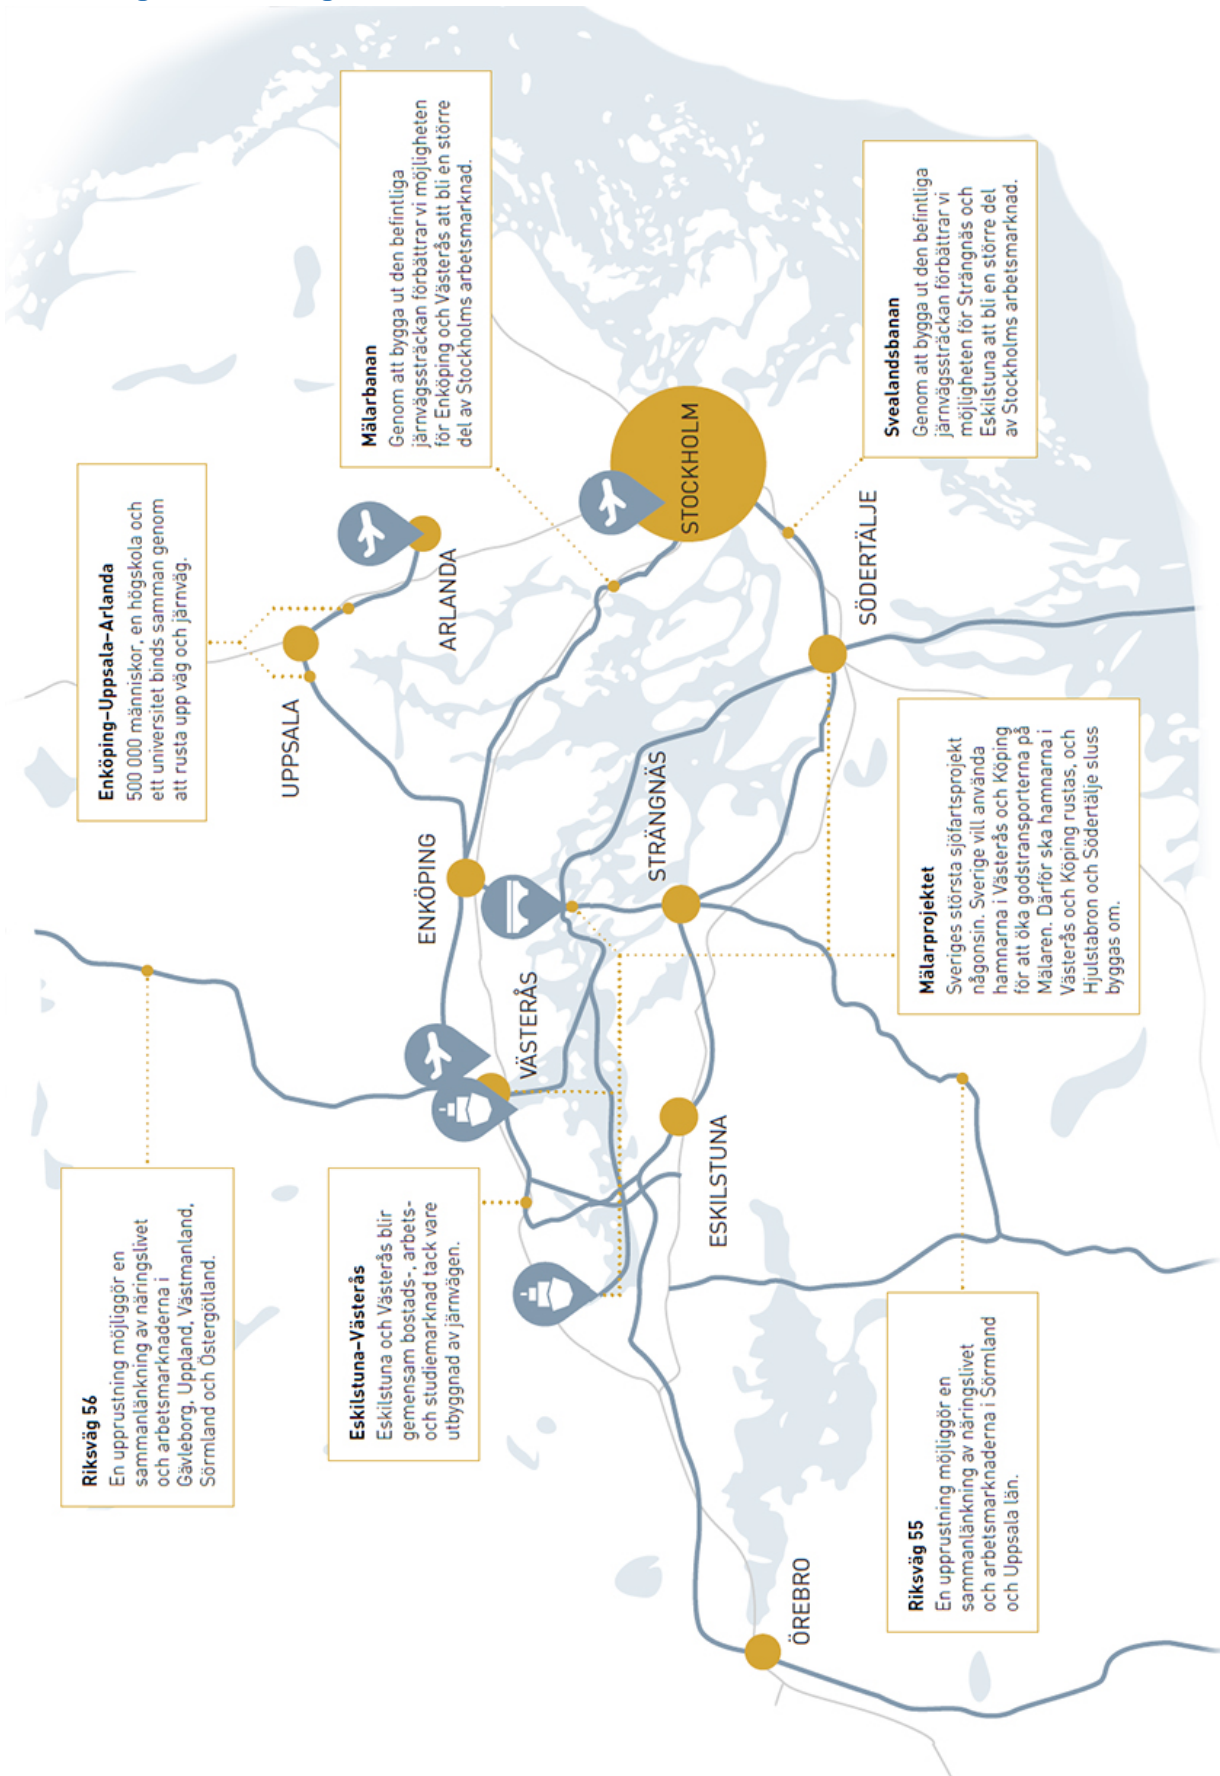 Riksväg 56
En upprustning möjliggör en
sammanlänkning av näringslivet
och arbetsmarknaderna i
Gävleborg, Uppland, Västmanland,
Sörmland och Östergötland.
Enköping–Uppsala–Arlanda
500 000 människor, en högskola och
ett universitet binds samman genom
att rusta upp väg och järnväg.
Mälarbanan
Genom att bygga ut den befintliga
järnvägssträckan förbättrar vi möjligheten
för Enköping och Västerås att bli en större
del av Stockholms arbetsmarknad.
Eskilstuna–Västerås
Eskilstuna och Västerås blir
gemensam bostads-, arbets-
och studiemarknad tack vare
utbyggnad av järnvägen.
UPPSALA
ARLANDA
ENKÖPING
VÄSTERÅS
STOCKHOLM
STRÄNGNÄS
ESKILSTUNA
SÖDERTÄLJE
ÖREBRO
Riksväg 55
En upprustning möjliggör en
sammanlänkning av näringslivet
och arbetsmarknaderna i Sörmland
och Uppsala län.
Mälarprojektet
Sveriges största sjöfartsprojekt
någonsin. Sverige vill använda
hamnarna i Västerås och Köping
för att öka godstransporterna på
Mälaren. Därför ska hamnarna i
Västerås och Köping rustas, och
Hjulstabron och Södertälje sluss
byggas om.
Svealandsbanan
Genom att bygga ut den befintliga
järnvägssträckan förbättrar vi
möjligheten för Strängnäs och
Eskilstuna att bli en större del
av Stockholms arbetsmarknad.